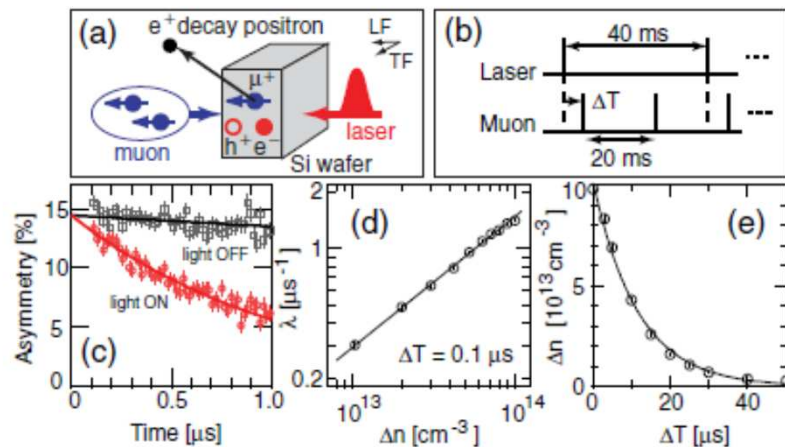 (a)
e⁺ decay positron
LF
TF
μ⁺
h⁺ e⁻
muon
laser
Si wafer
(b)
40 ms
Laser
ΔT
Muon
20 ms
(c)
Asymmetry [%]
15
10
5
light OFF
light ON
0
0.5
1.0
Time [μs]
(d)
λ [μs⁻¹]
2
1
0.2
ΔT = 0.1 μs
10¹³
10¹⁴
Δn [cm⁻³]
(e)
Δn [10¹³cm⁻³]
10
5
0
0
20
40
ΔT [μs]